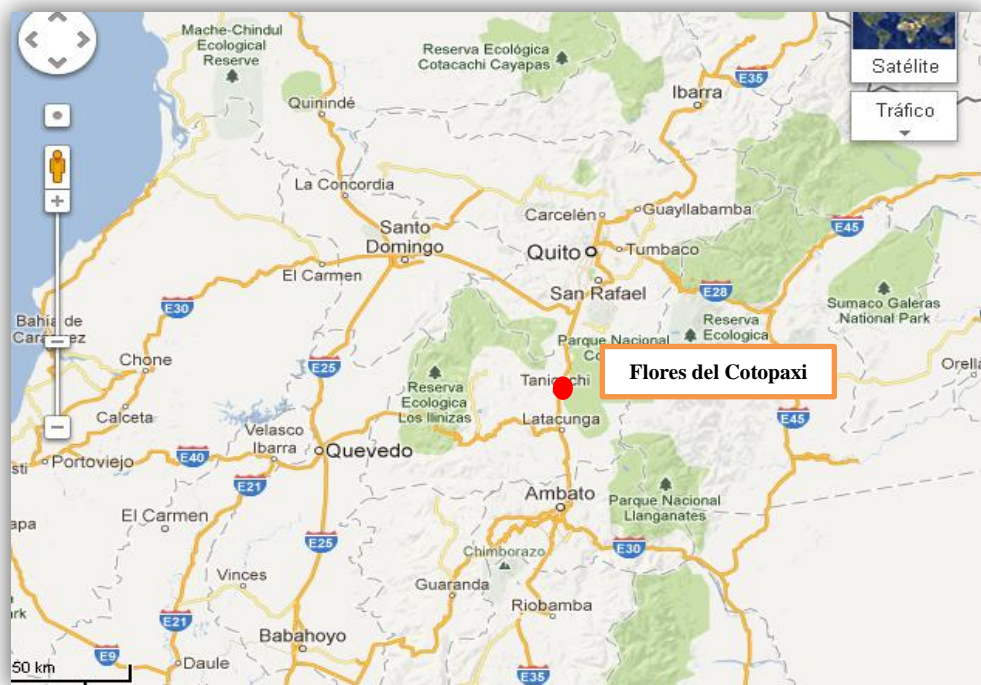 Mache-Chindul
Ecological
Reserve
Reserva Ecológica
Cotacachi Cayapas
E35
Satélite
Ibarra
Quinindé
Tráfico
La Concordia
Carcelén
Guayllabamba
Santo
Domingo
E45
Quito
Tumbaco
El Carmen
San Rafael
E28
E30
Sumaco Galeras
National Park
Bahía de
Reserva
Ecologica
Parque Nacional
Chone
E25
Flores del Cotopaxi
Reserva
Ecologica
Los Ilinizas
Calceta
Latacunga
E45
Velasco
Ibarra
Quevedo
Portoviejo
E40
E21
Ambato
Parque Nacional
Llanganates
El Carmen
E25
E30
Chimborazo
Vinces
Guaranda
Riobamba
E21
Babahoyo
E9
Daule
50 km
E35